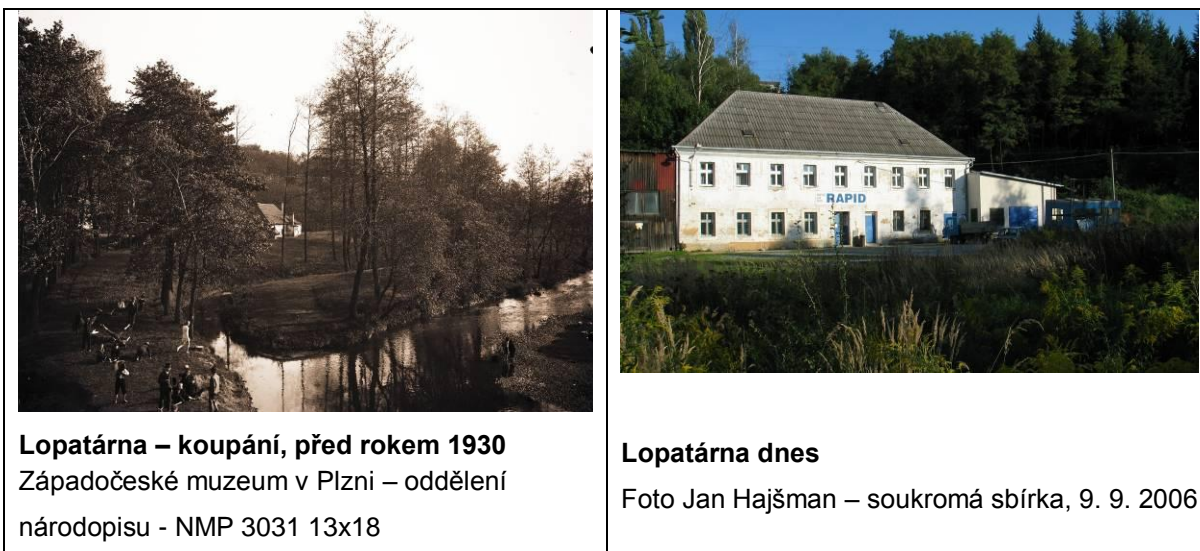 RAPID
Lopatárna – koupání, před rokem 1930
Západočeské muzeum v Plzni – oddělení
národopisu - NMP 3031 13x18
Lopatárna dnes
Foto Jan Hajšman – soukromá sbírka, 9. 9. 2006